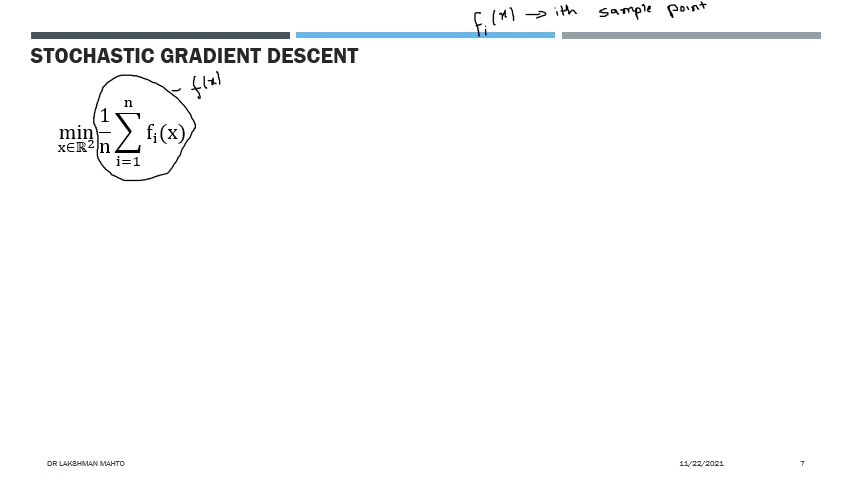 fᵢ(x) → ith sample point
STOCHASTIC GRADIENT DESCENT
– f(x)
min x∈ℝ² 1/n ∑ i=1 n fᵢ(x)
DR LAKSHMAN MAHTO 11/22/2021 7